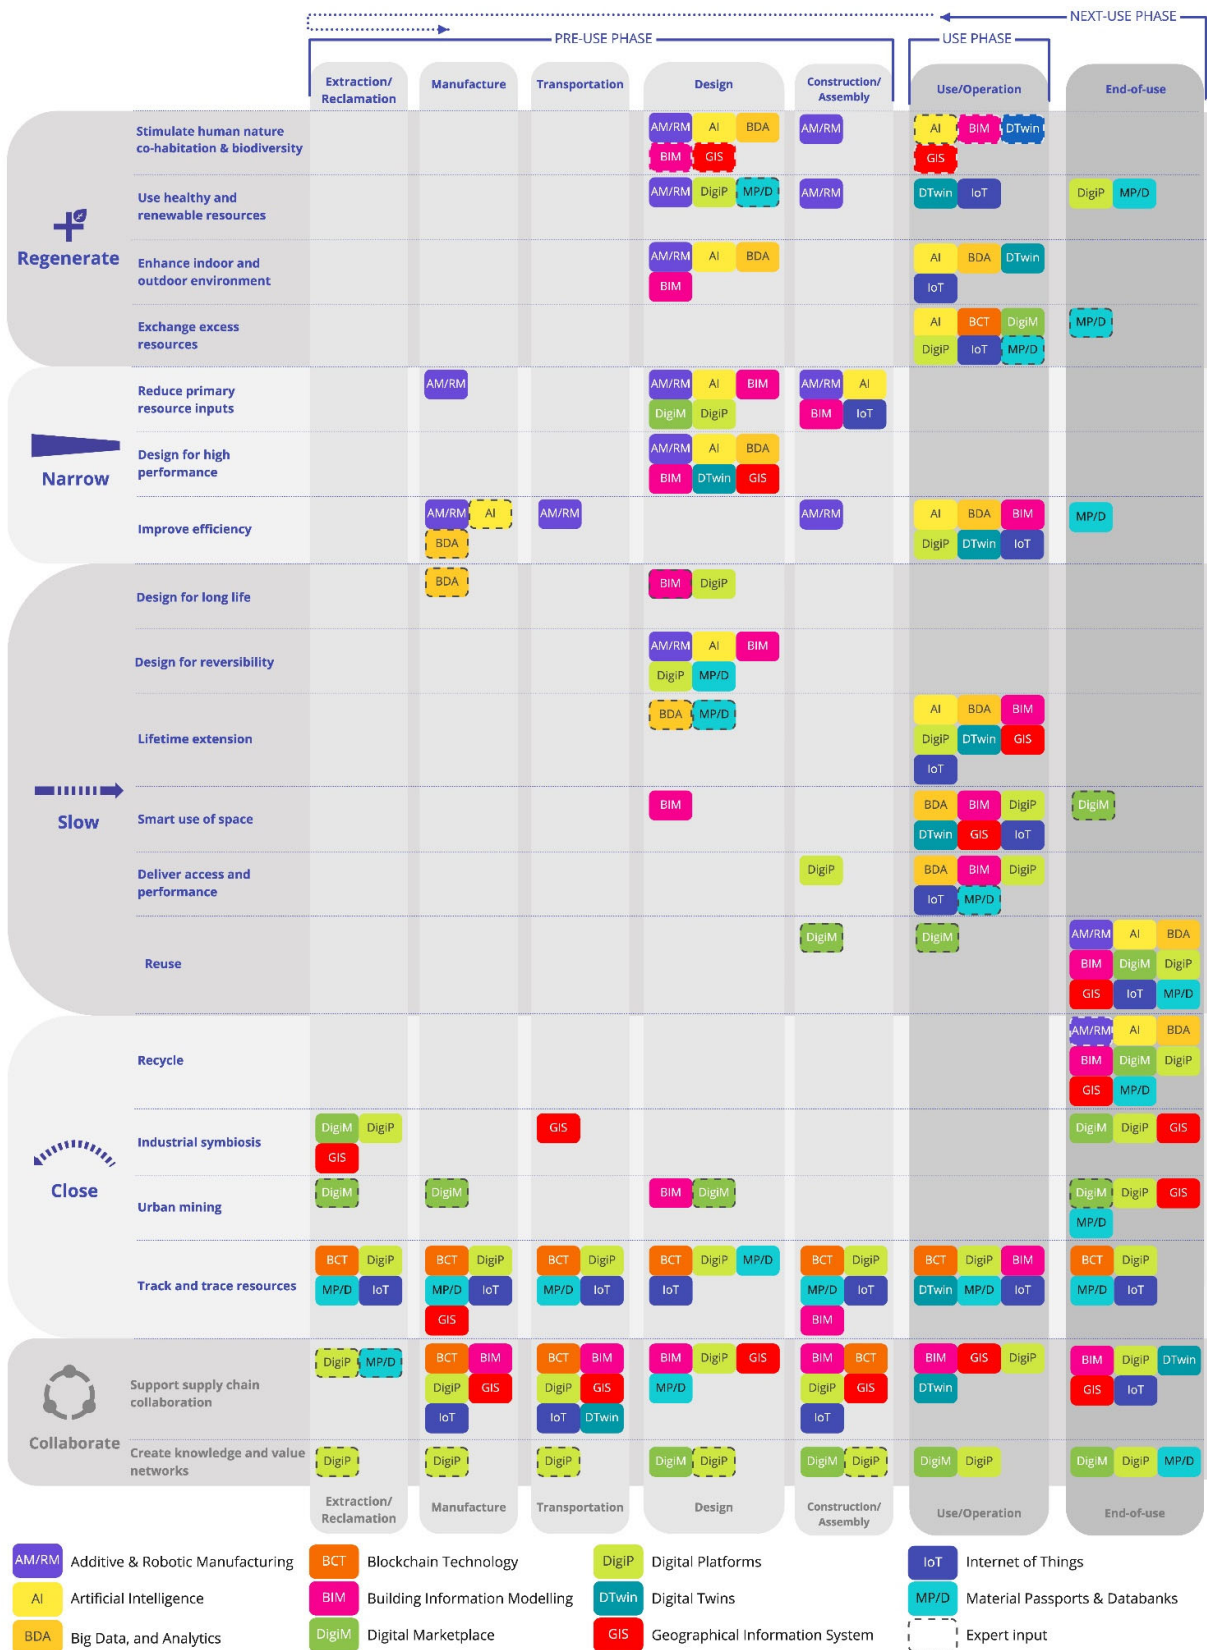 NEXT-USE PHASE
PRE-USE PHASE USE PHASE
Extraction/
Reclamation
Manufacture
Transportation
Design
Construction/
Assembly
Use/Operation
End-of-use
Regenerate
Stimulate human nature
co-habitation & biodiversity
AM/RM AI BDA AM/RM AI BIM DTwin
BIM GIS GIS
Use healthy and
renewable resources
AM/RM DigiP MP/D AM/RM DTwin IoT DigiP MP/D
Enhance indoor and
outdoor environment
AM/RM AI BDA AI BDA DTwin
BIM IoT
Exchange excess
resources
AI BCT DigiM MP/D
DigiP IoT MP/D
Narrow
Reduce primary
resource inputs
AM/RM AM/RM AI BIM AM/RM AI
DigiM DigiP BIM IoT
Design for high
performance
AM/RM AI BDA
BIM DTwin GIS
Improve efficiency
AM/RM AI AM/RM AM/RM AI BDA BIM MP/D
BDA DigiP DTwin IoT
Slow
Design for long life
BDA BIM DigiP
Design for reversibility
AM/RM AI BIM
DigiP MP/D
Lifetime extension
BDA MP/D AI BDA BIM
DigiP DTwin GIS
IoT
Smart use of space
BIM BDA BIM DigiP DigiM
DTwin GIS IoT
Deliver access and
performance
DigiP BDA BIM DigiP
IoT MP/D
Reuse
DigiM DigiM AM/RM AI BDA
BIM DigiM DigiP
GIS IoT MP/D
Close
Recycle
AM/RM AI BDA
BIM DigiM DigiP
GIS MP/D
Industrial symbiosis
DigiM DigiP GIS DigiM DigiP GIS
GIS
Urban mining
DigiM DigiM BIM DigiM DigiM DigiP GIS
MP/D
Track and trace resources
BCT DigiP BCT DigiP BCT DigiP BCT DigiP MP/D BCT DigiP BCT DigiP BIM BCT DigiP
MP/D IoT MP/D IoT MP/D IoT IoT MP/D IoT DTwin MP/D IoT MP/D IoT
GIS BIM
Collaborate
Support supply chain
collaboration
DigiP MP/D BCT BIM BCT BIM BIM DigiP GIS BIM BCT BIM GIS DigiP BIM DigiP DTwin
DigiP GIS DigiP GIS MP/D DigiP GIS DTwin GIS IoT
IoT IoT DTwin IoT
Create knowledge and value
networks
DigiP DigiP DigiP DigiM DigiP DigiM DigiP DigiM DigiP DigiM DigiP MP/D
Extraction/
Reclamation
Manufacture
Transportation
Design
Construction/
Assembly
Use/Operation
End-of-use
AM/RM Additive & Robotic Manufacturing
BCT Blockchain Technology
DigiP Digital Platforms
IoT Internet of Things
AI Artificial Intelligence
BIM Building Information Modelling
DTwin Digital Twins
MP/D Material Passports & Databanks
BDA Big Data, and Analytics
DigiM Digital Marketplace
GIS Geographical Information System
Expert input